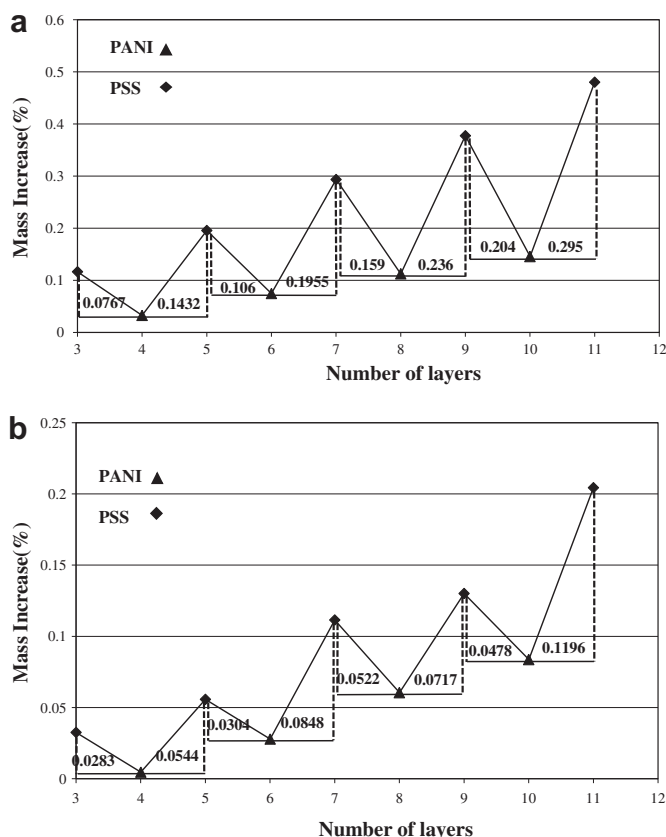 a
0.6
PANI
0.5
PSS
0.4
Mass Increase(%)
0.3
0.2
0.204 0.295
0.159 0.236
0.1
0.106 0.1955
0.0767 0.1432
0
3 4 5 6 7 8 9 10 11 12
Number of layers
b
0.25
PANI
0.2
PSS
0.15
Mass Increase(%)
0.1
0.0478 0.1196
0.0522 0.0717
0.05
0.0304 0.0848
0.0283 0.0544
0
3 4 5 6 7 8 9 10 11 12
Number of layers